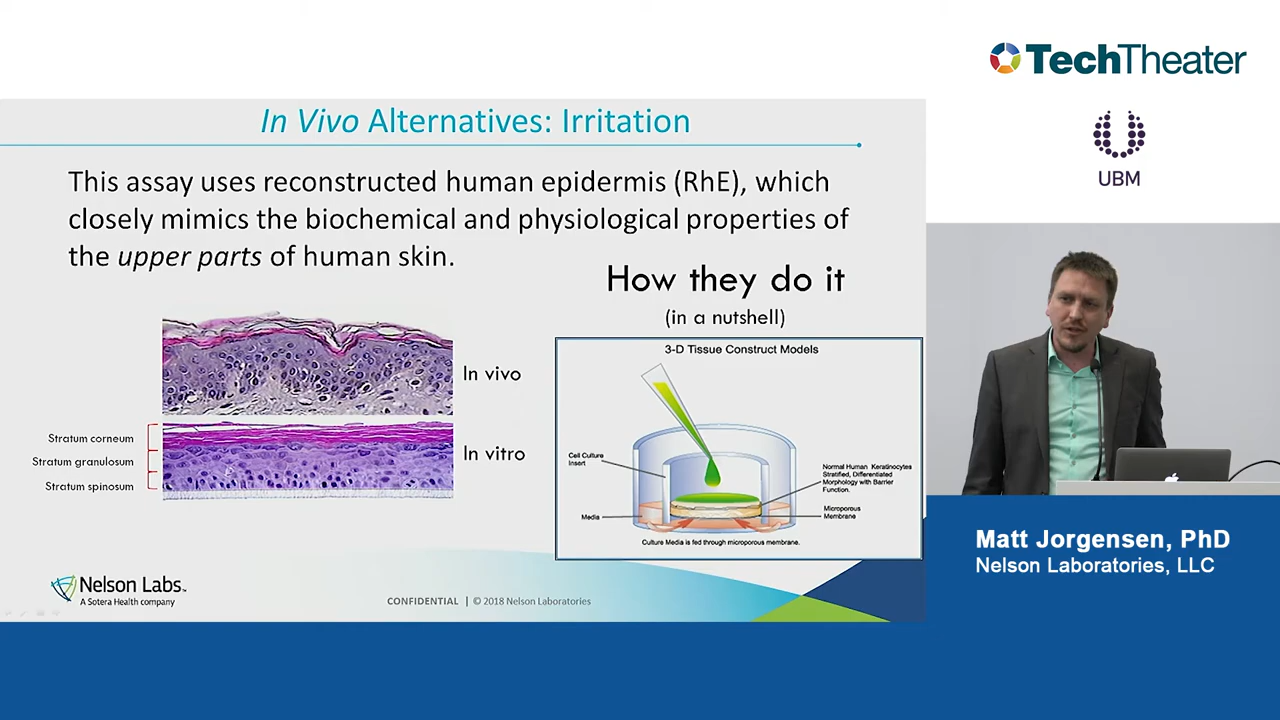 TechTheater
UBM
In Vivo Alternatives: Irritation
This assay uses reconstructed human epidermis (RhE), which
closely mimics the biochemical and physiological properties of
the upper parts of human skin.
How they do it
(in a nutshell)
In vivo
In vitro
Stratum corneum
Stratum granulosum
Stratum spinosum
3-D Tissue Construct Models
Cell Culture
Insert
Media
Normal Human Keratinocytes
Stratified, Differentiated
Morphology with Barrier
Function.
Microporous
Membrane
Culture Media is fed through microporous membrane.
Nelson Labs™
A Sotera Health company
CONFIDENTIAL | © 2018 Nelson Laboratories
Matt Jorgensen, PhD
Nelson Laboratories, LLC